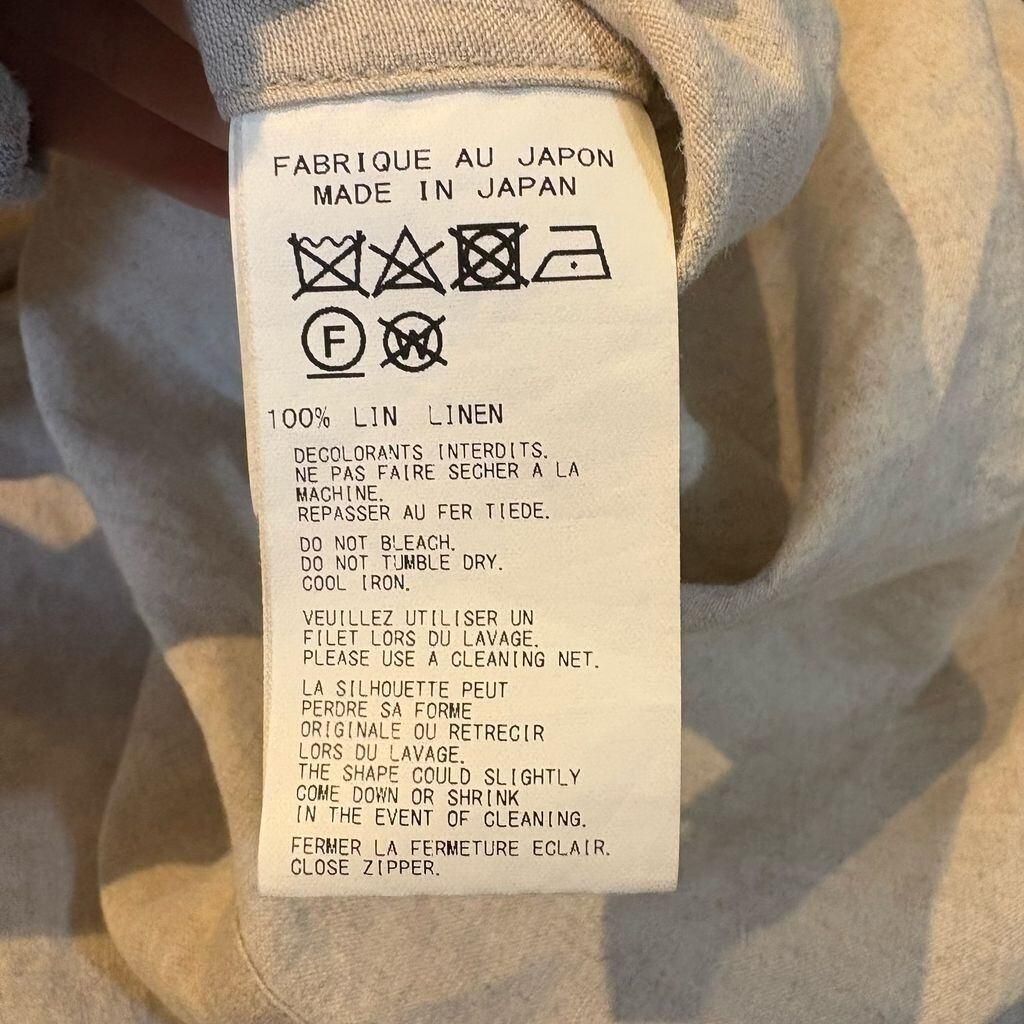 FABRIQUE AU JAPON
MADE IN JAPAN
F W
100% LIN LINEN
DECOLORANTS INTERDITS.
NE PAS FAIRE SECHER A LA
MACHINE.
REPASSER AU FER TIEDE.
DO NOT BLEACH.
DO NOT TUMBLE DRY.
COOL IRON.
VEUILLEZ UTILISER UN
FILET LORS DU LAVAGE.
PLEASE USE A CLEANING NET.
LA SILHOUETTE PEUT
PERDRE SA FORME
ORIGINALE OU RETRECIR
LORS DU LAVAGE.
THE SHAPE COULD SLIGHTLY
COME DOWN OR SHRINK
IN THE EVENT OF CLEANING.
FERMER LA FERMETURE ECLAIR.
CLOSE ZIPPER.